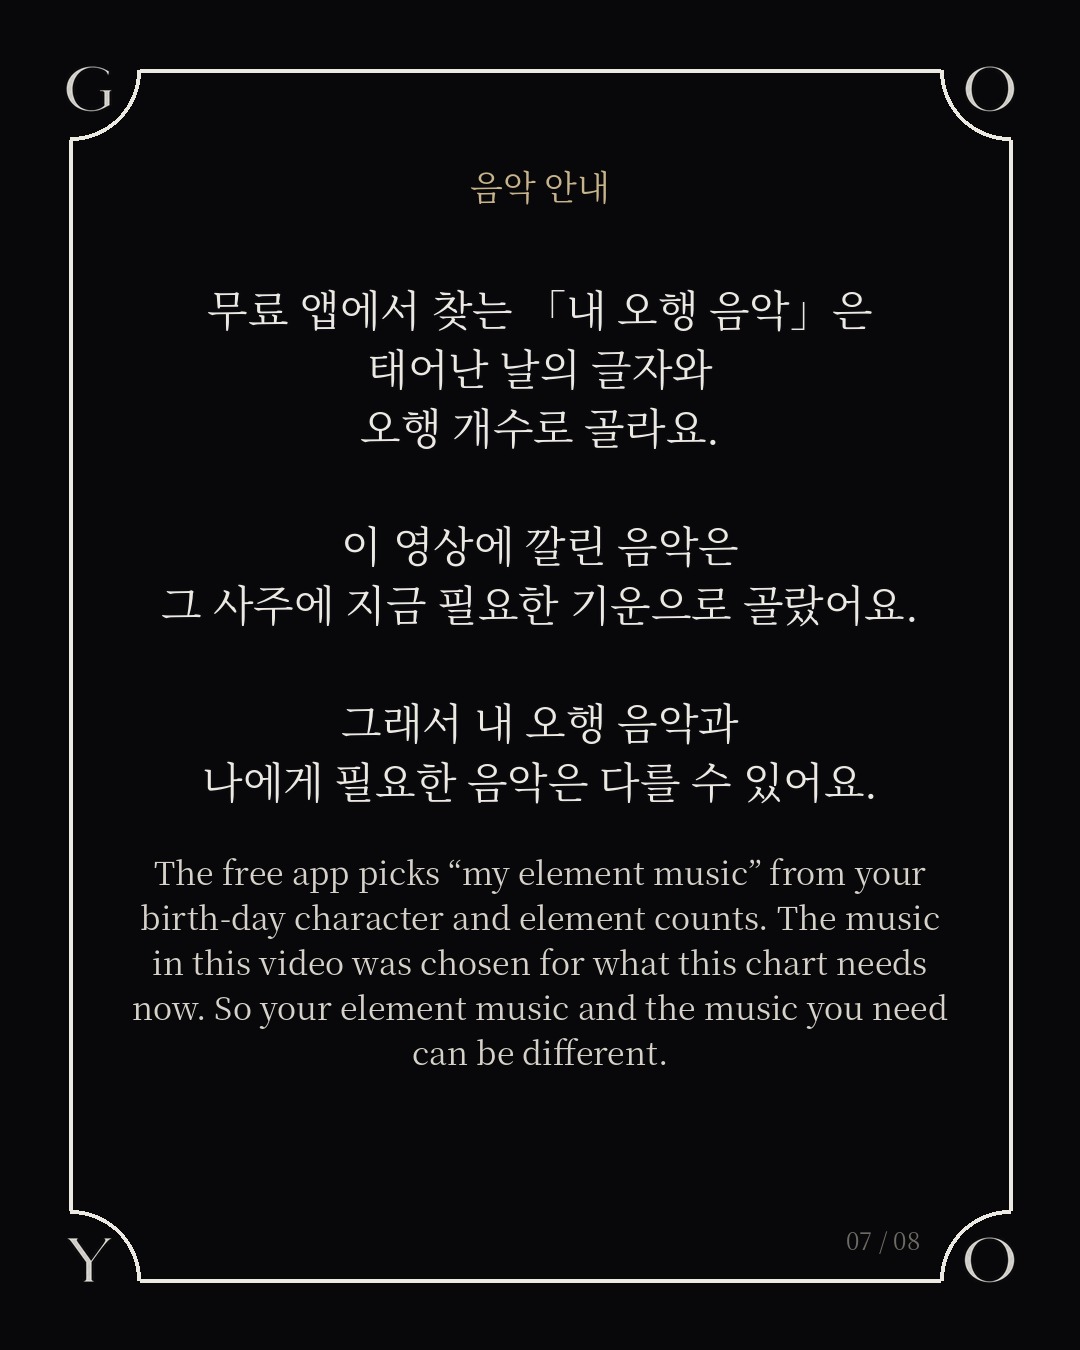 G O
음악 안내
무료 앱에서 찾는 「내 오행 음악」은
태어난 날의 글자와
오행 개수로 골라요.
이 영상에 깔린 음악은
그 사주에 지금 필요한 기운으로 골랐어요.
그래서 내 오행 음악과
나에게 필요한 음악은 다를 수 있어요.
The free app picks “my element music” from your
birth-day character and element counts. The music
in this video was chosen for what this chart needs
now. So your element music and the music you need
can be different.
07 / 08
Y O